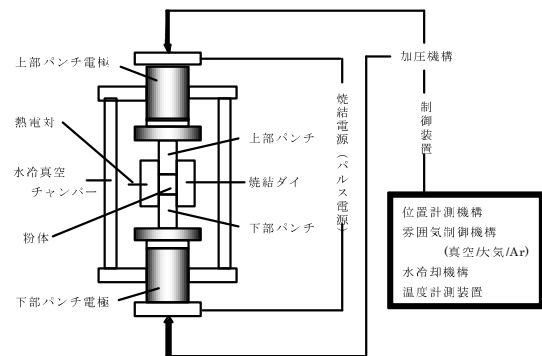 上部パンチ電極
熱電対
水冷真空
チャンバー
粉体
下部パンチ電極
上部パンチ
焼結ダイ
下部パンチ
焼結電源(パルス電源)
加圧機構
制御装置
位置計測機構
雰囲気制御機構
(真空/大気/Ar)
水冷却機構
温度計測装置